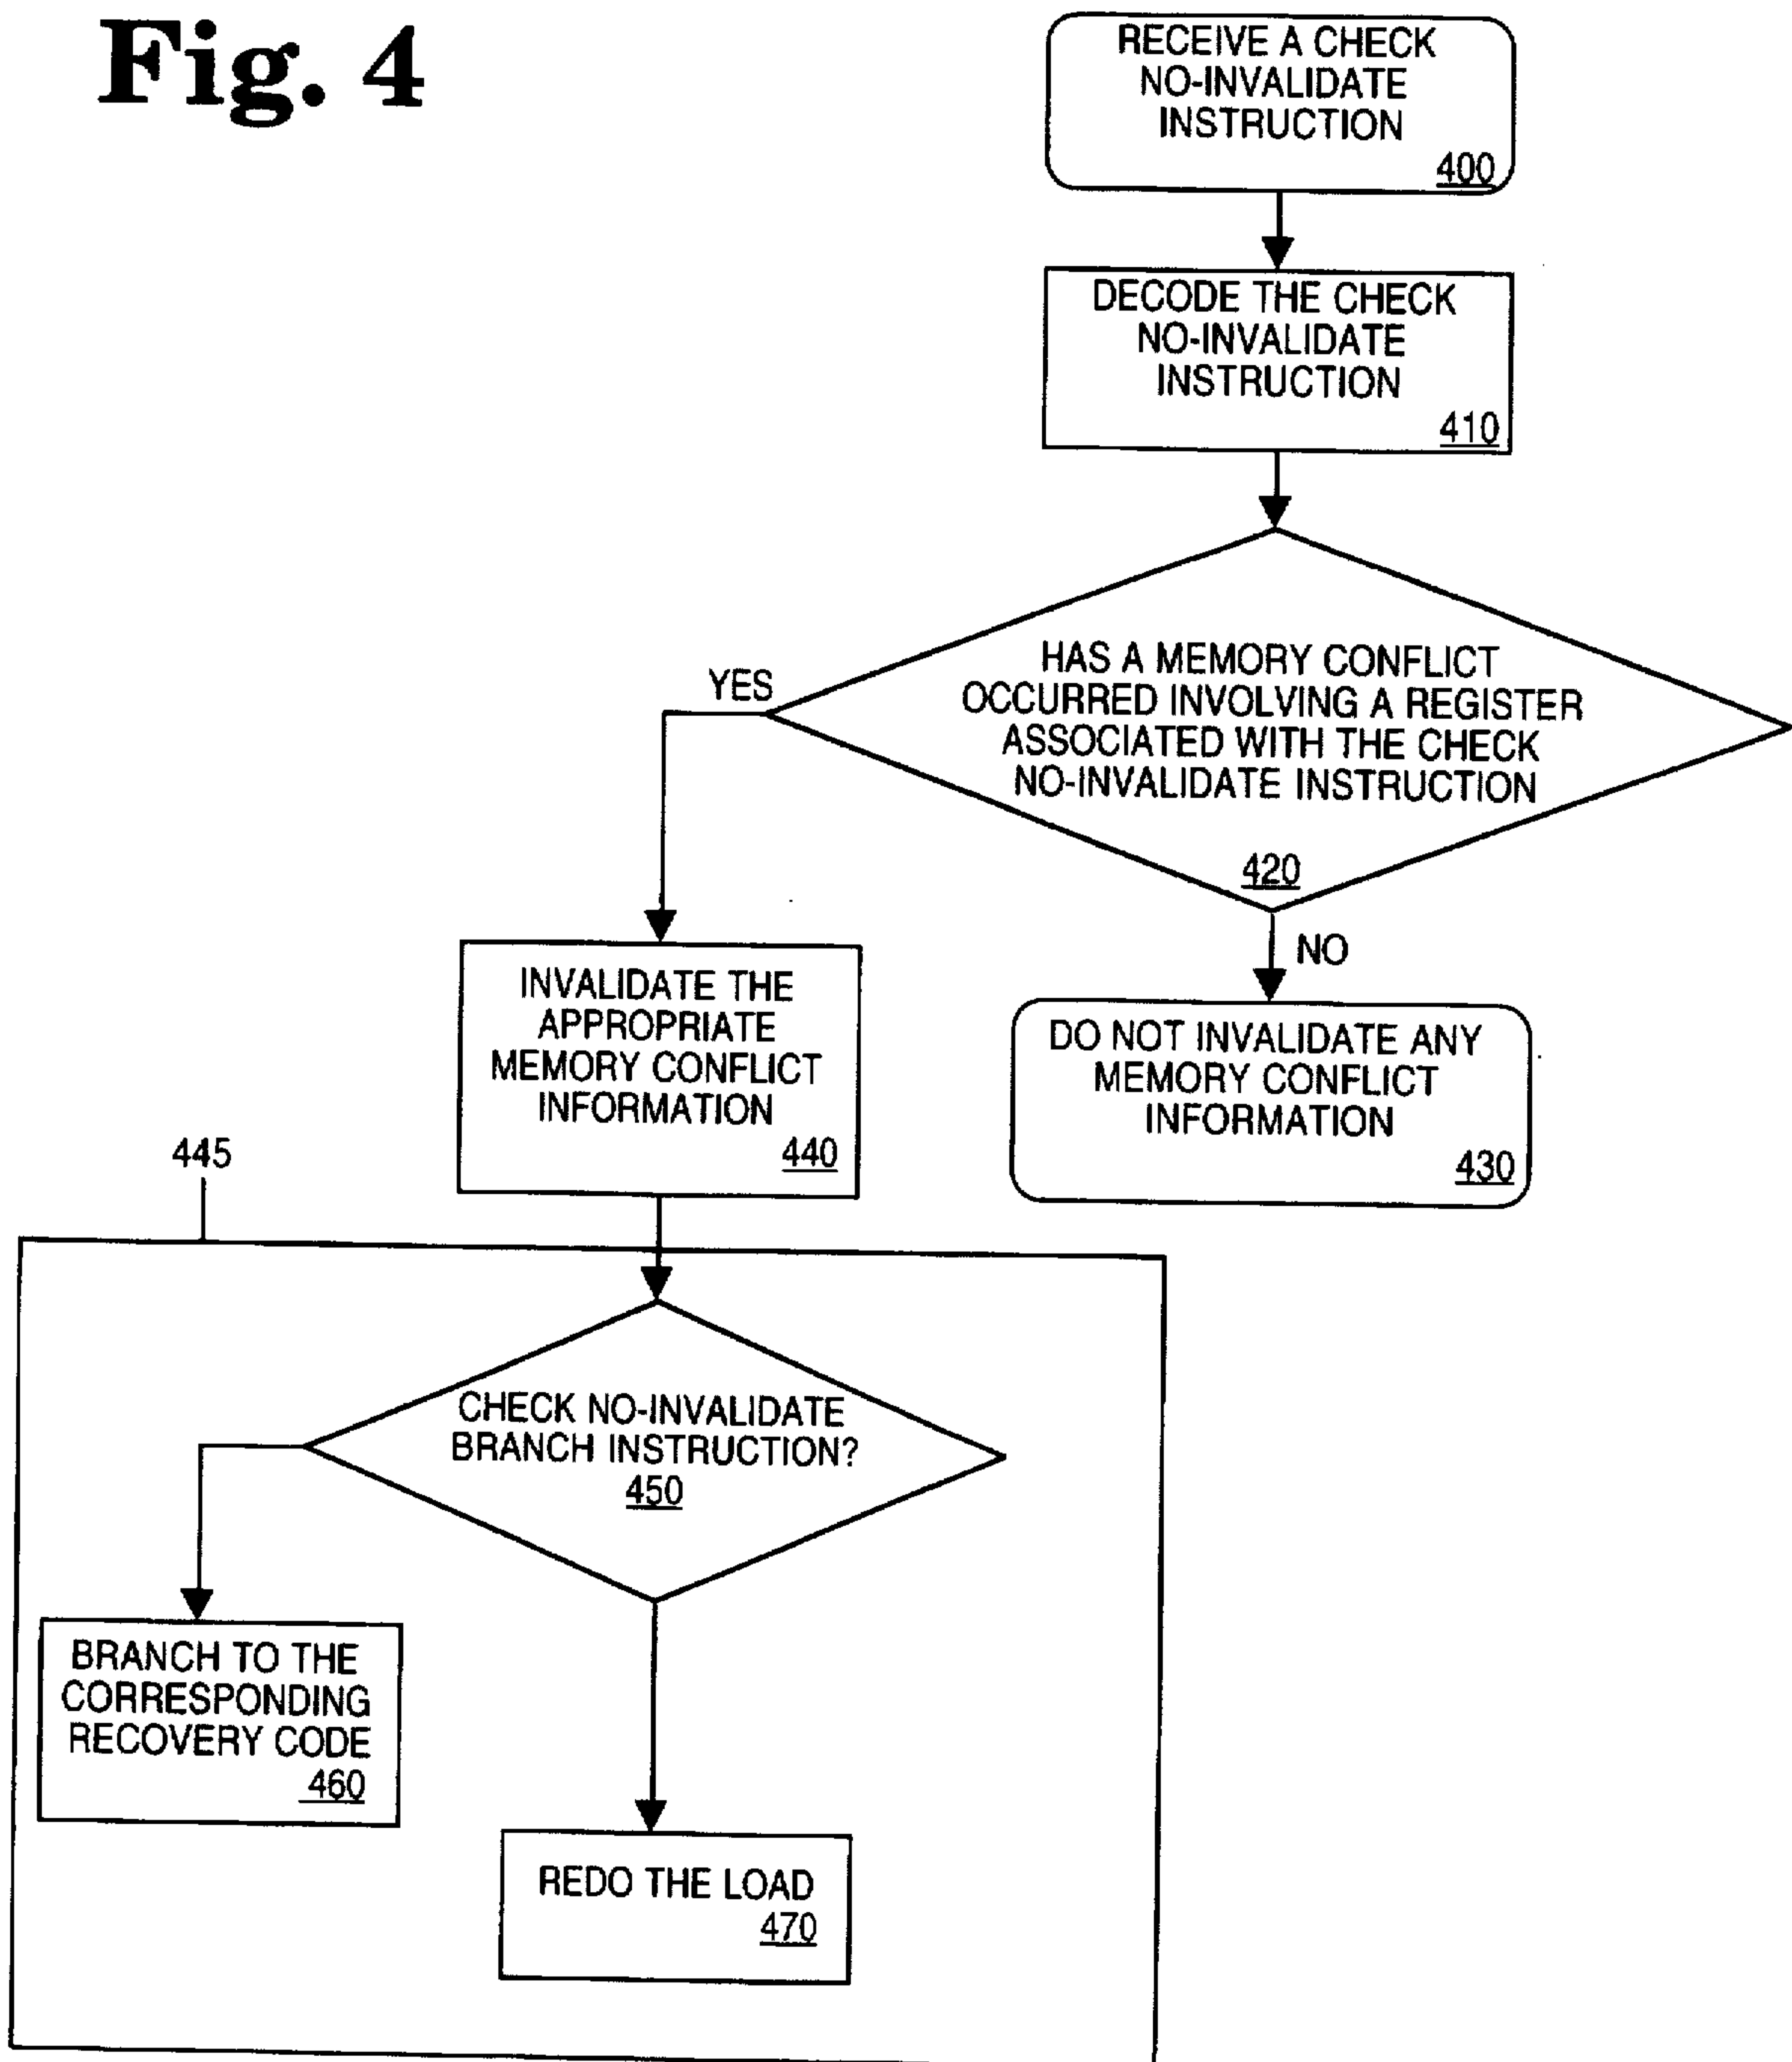 Fig. 4
RECEIVE A CHECK
NO-INVALIDATE
INSTRUCTION
400
DECODE THE CHECK
NO-INVALIDATE
INSTRUCTION
410
HAS A MEMORY CONFLICT
OCCURRED INVOLVING A REGISTER
ASSOCIATED WITH THE CHECK
NO-INVALIDATE INSTRUCTION
420
YES
NO
INVALIDATE THE
APPROPRIATE
MEMORY CONFLICT
INFORMATION
440
DO NOT INVALIDATE ANY
MEMORY CONFLICT
INFORMATION
430
445
CHECK NO-INVALIDATE
BRANCH INSTRUCTION?
450
BRANCH TO THE
CORRESPONDING
RECOVERY CODE
460
REDO THE LOAD
470